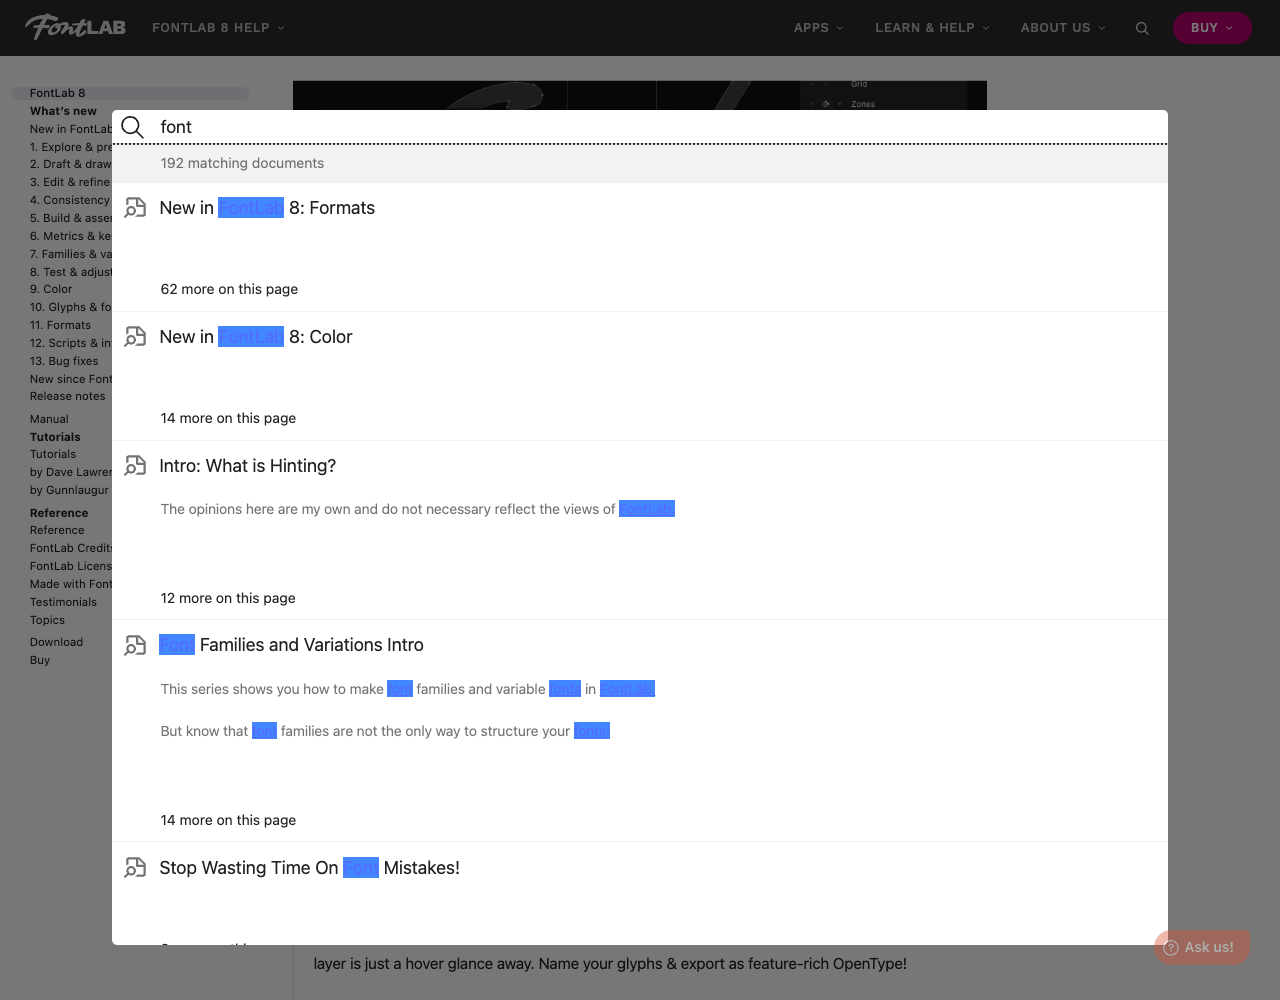 FontLAB
FONTLAB 8 HELP
APPS
LEARN & HELP
ABOUT US
BUY
Grid
Zones
FontLab 8
What's new
New in FontLab
1. Explore & pre
2. Draft & draw
3. Edit & refine
4. Consistency
5. Build & asse
6. Metrics & ke
7. Families & va
8. Test & adjust
9. Color
10. Glyphs & fo
11. Formats
12. Scripts & in
13. Bug fixes
New since Font
Release notes
Manual
Tutorials
Tutorials
by Dave Lawre
by Gunnlaugur
Reference
Reference
FontLab Credits
FontLab Licens
Made with Font
Testimonials
Topics
Download
Buy
font
192 matching documents
New in FontLab 8: Formats
62 more on this page
New in FontLab 8: Color
14 more on this page
Intro: What is Hinting?
The opinions here are my own and do not necessary reflect the views of FontLab.
12 more on this page
Font Families and Variations Intro
This series shows you how to make font families and variable fonts in FontLab.
But know that font families are not the only way to structure your fonts!
14 more on this page
Stop Wasting Time On Font Mistakes!
layer is just a hover glance away. Name your glyphs & export as feature-rich OpenType!
Ask us!